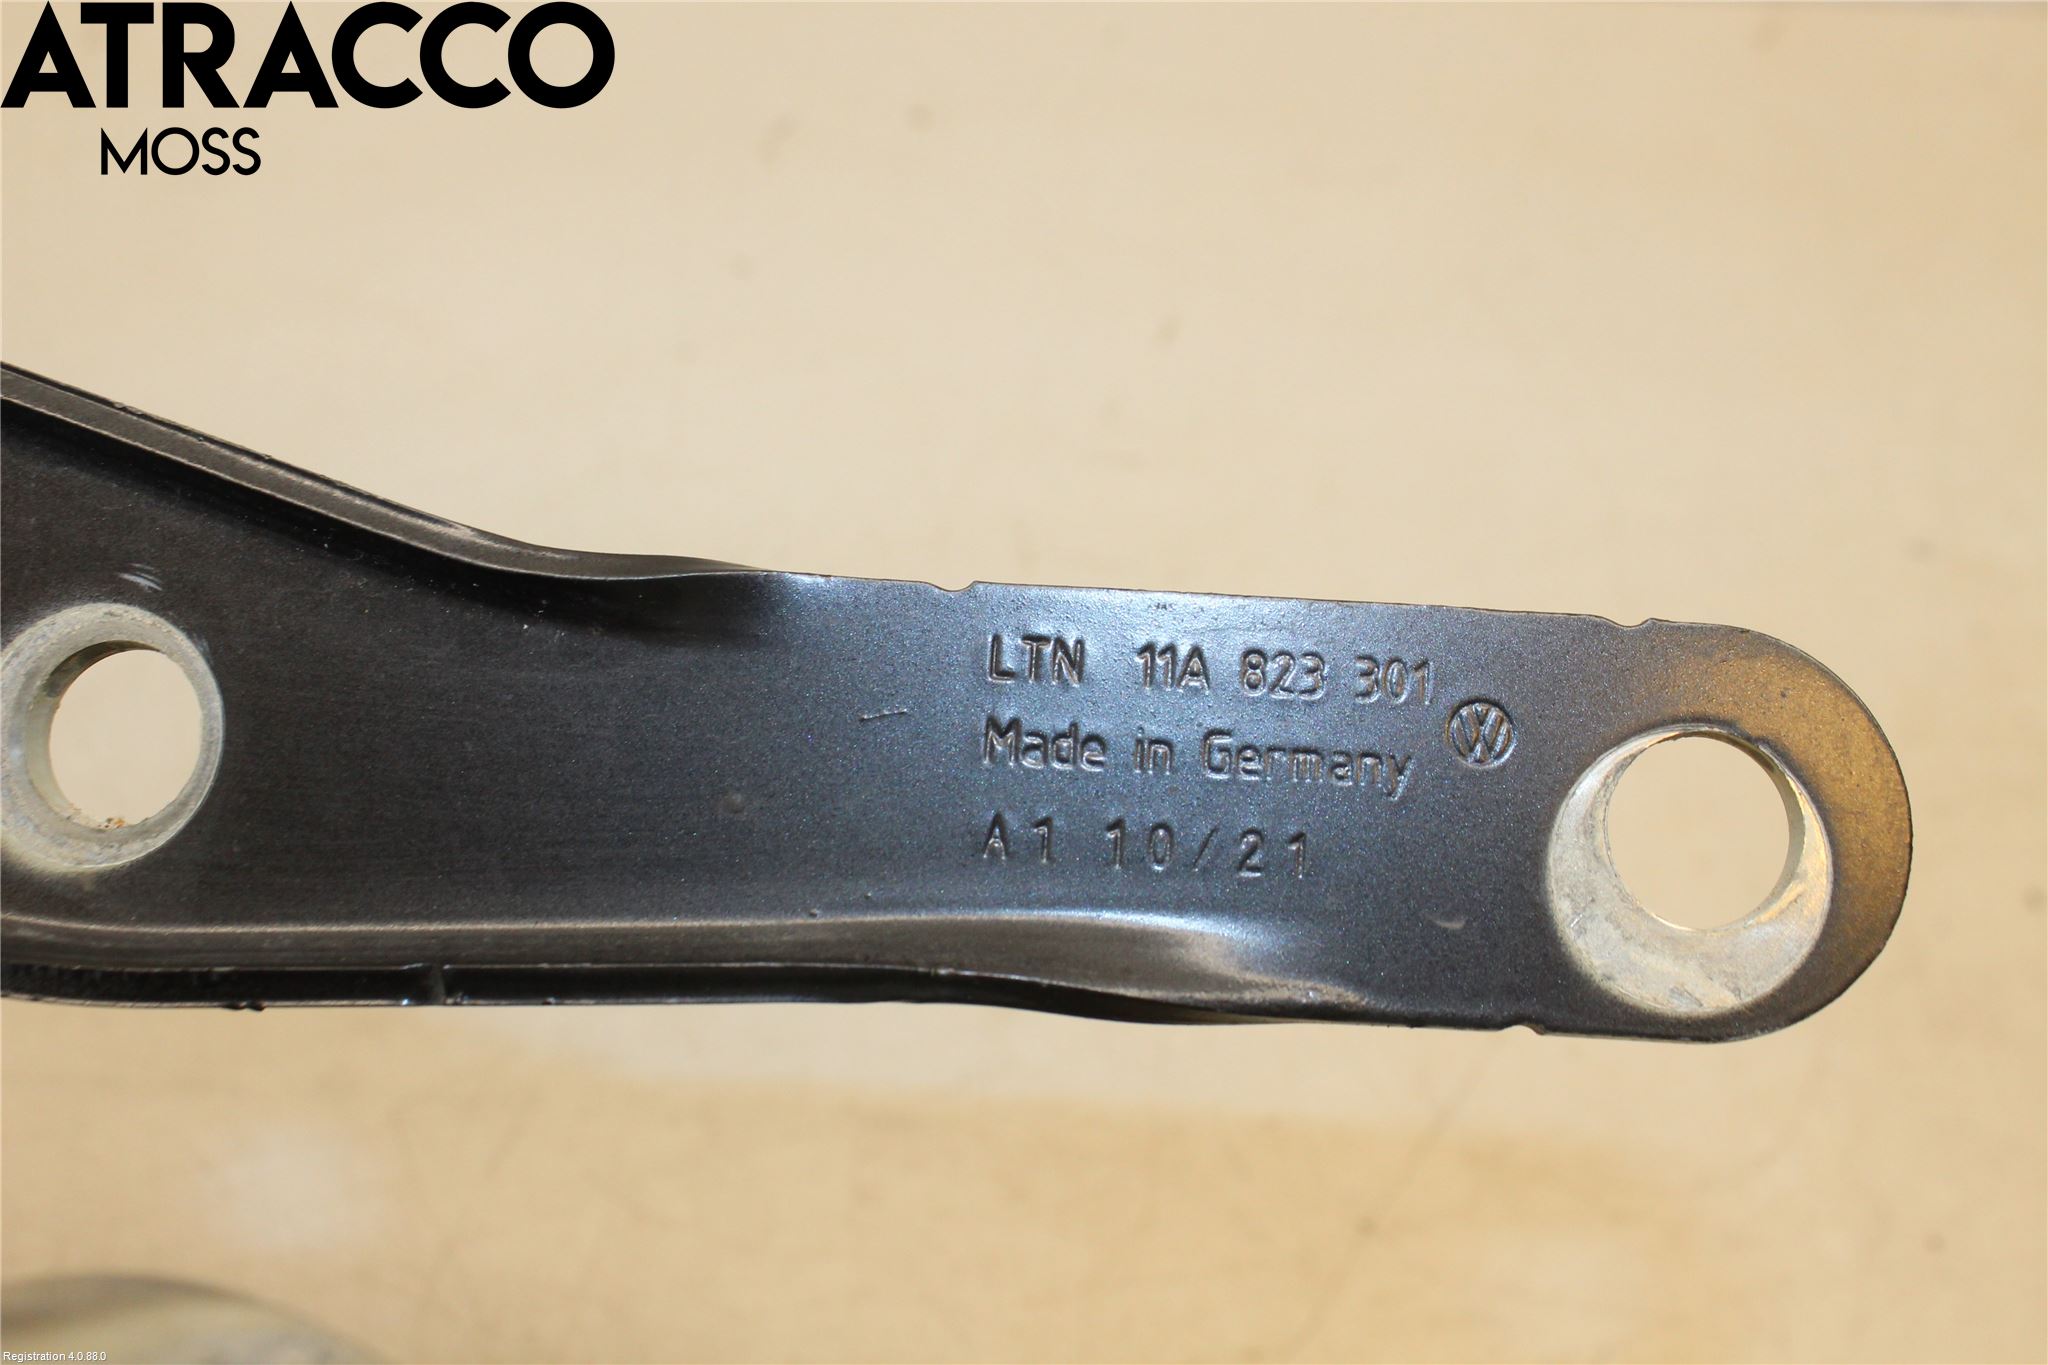 ATRACCO
MOSS
LTN 11A 823 301
Made in Germany
A1 10/21
Registration 4.0.88.0